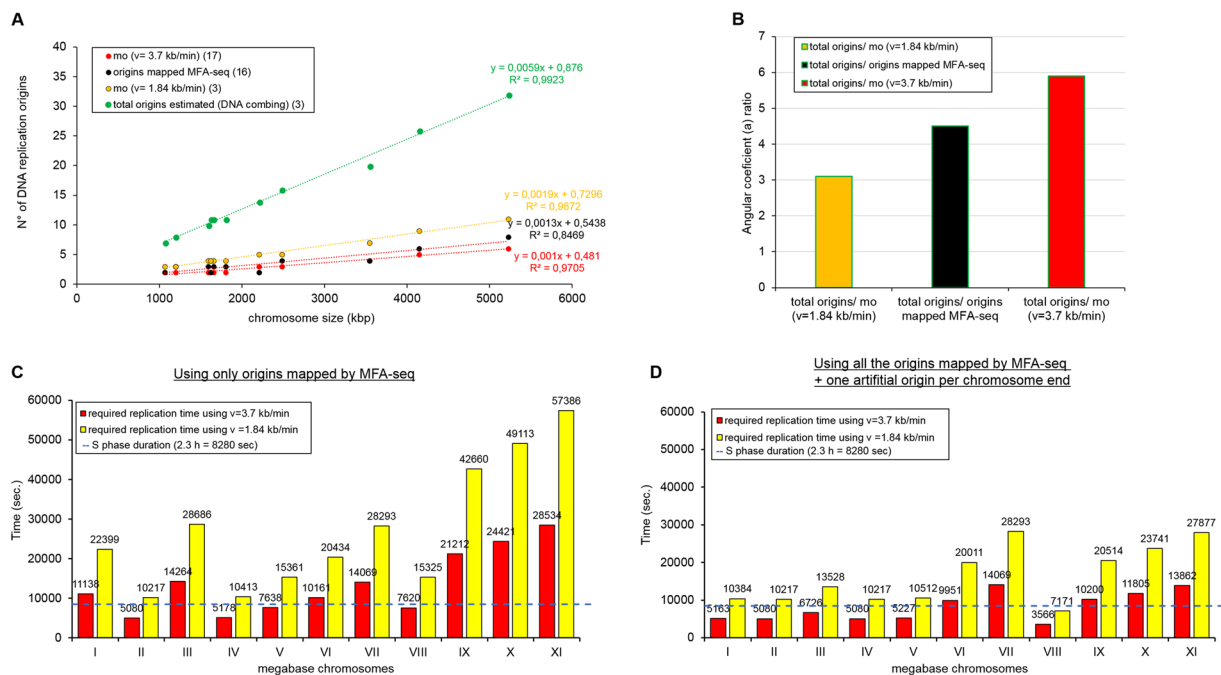 A
40
35
30
25
20
15
10
5
0
N° of DNA replication origins
mo (v= 3.7 kb/min) (17)
origins mapped MFA-seq (16)
mo (v= 1.84 kb/min) (3)
total origins estimated (DNA combing) (3)
y = 0,0059x + 0,876
R² = 0,9923
y = 0,0019x + 0,7296
R² = 0,9872
y = 0,0013x + 0,5438
R² = 0,8469
y = 0,001x + 0,481
R² = 0,9705
0 1000 2000 3000 4000 5000 6000
chromosome size (kbp)
B
7
6
5
4
3
2
1
0
Angular coeficient (a) ratio
total origins/ mo (v=1.84 kb/min)
total origins/ origins mapped MFA-seq
total origins/ mo (v=3.7 kb/min)
total origins/ mo
(v=1.84 kb/min)
total origins/ origins
mapped MFA-seq
total origins/ mo
(v=3.7 kb/min)
C
Using only origins mapped by MFA-seq
60000
50000
40000
30000
20000
10000
0
Time (sec.)
required replication time using v=3.7 kb/min
required replication time using v =1.84 kb/min
S phase duration (2.3 h = 8280 sec)
11138 22399 5080 10217 14264 28686 5178 10413 7638 15361 10161 20434 14069 28293 7620 15325 21212 42660 24421 49113 28534 57386
I II III IV V VI VII VIII IX X XI
megabase chromosomes
D
Using all the origins mapped by MFA-seq
+ one artifitial origin per chromosome end
60000
50000
40000
30000
20000
10000
0
Time (sec.)
required replication time using v=3.7 kb/min
required replication time using v =1.84 kb/min
S phase duration (2.3 h = 8280 sec)
5163 10384 5080 10217 6726 13528 5080 10217 5227 10512 9951 20011 14069 28293 3566 7171 10200 20514 11805 23741 13862 27877
I II III IV V VI VII VIII IX X XI
megabase chromosomes